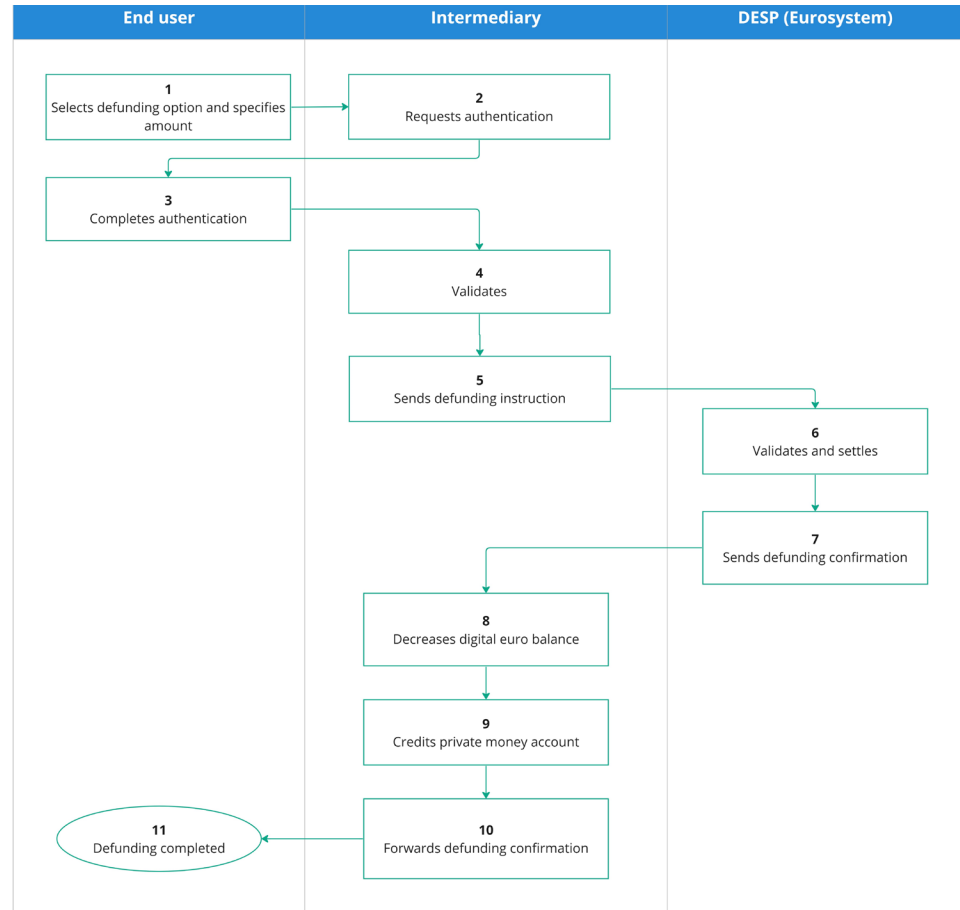 End user
Intermediary
DESP (Eurosystem)
1
Selects defunding option and specifies
amount
2
Requests authentication
3
Completes authentication
4
Validates
5
Sends defunding instruction
6
Validates and settles
7
Sends defunding confirmation
8
Decreases digital euro balance
9
Credits private money account
10
Forwards defunding confirmation
11
Defunding completed